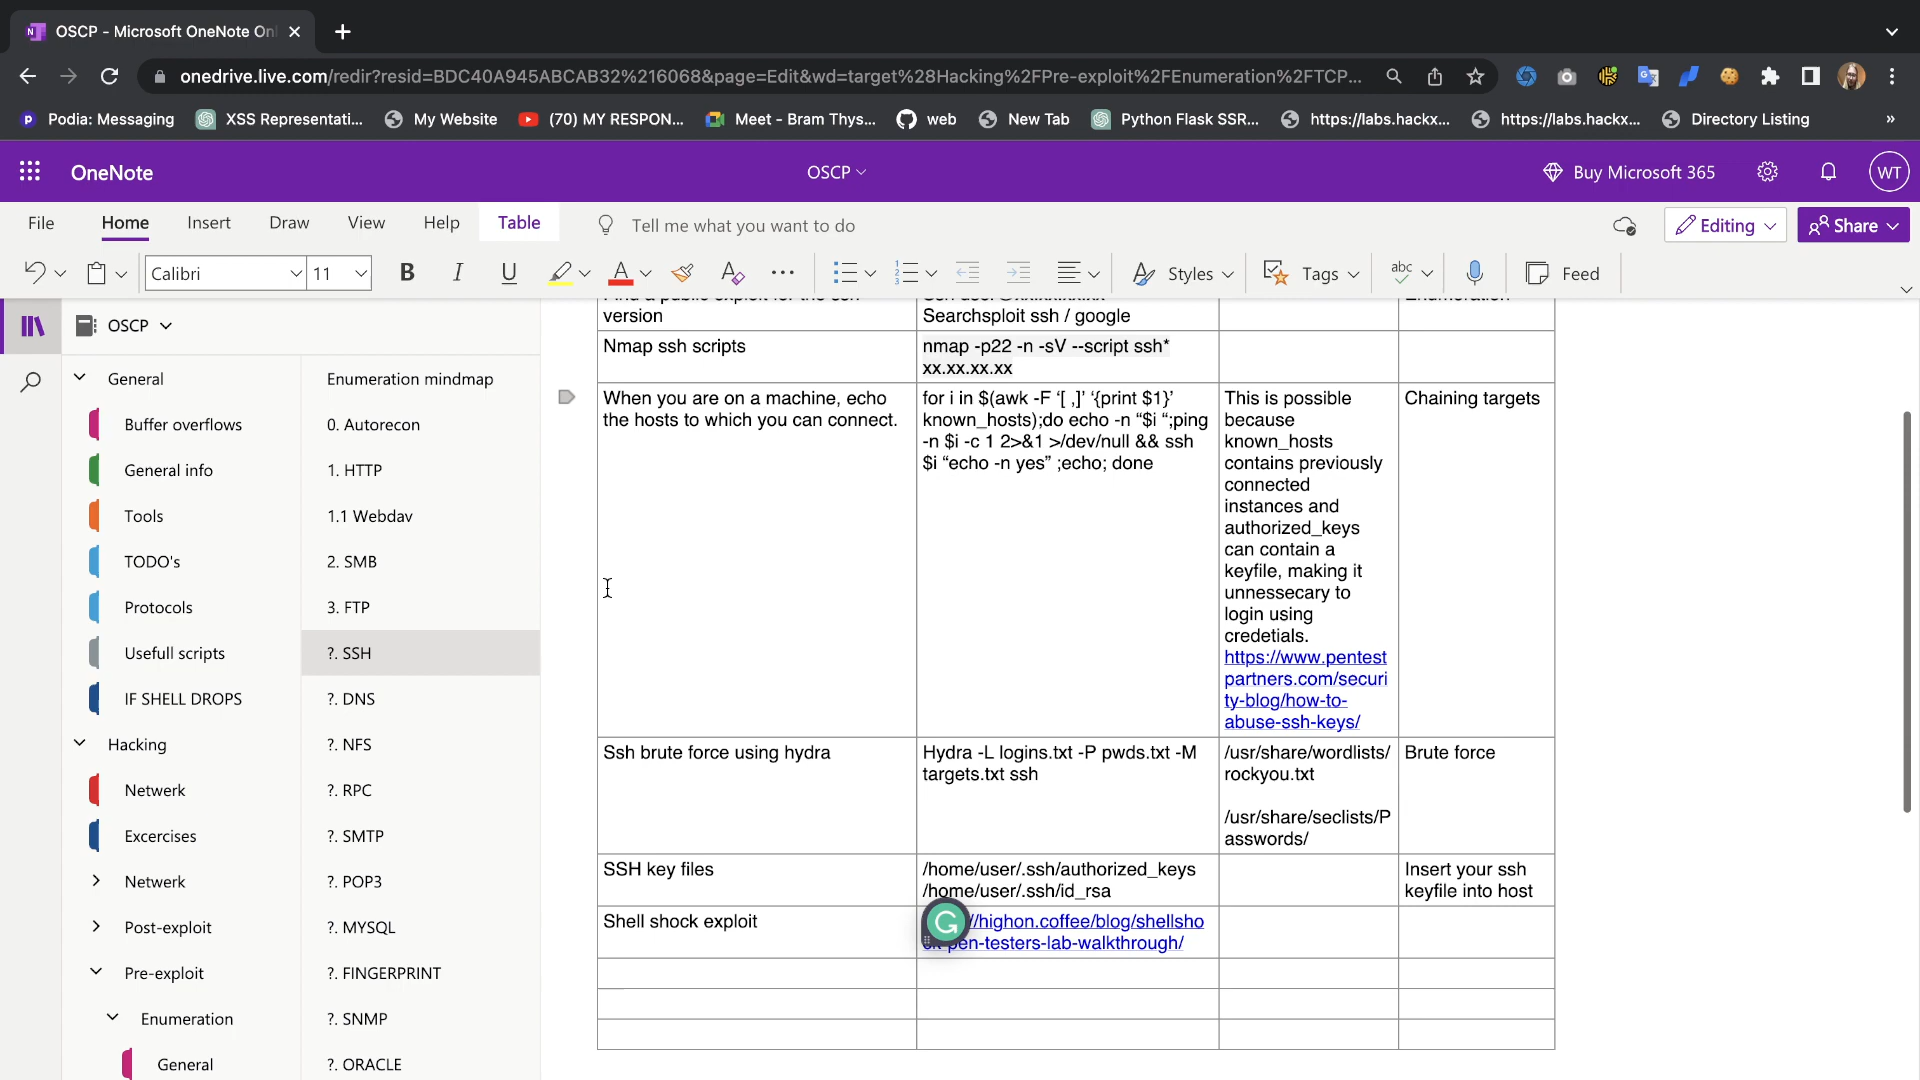 OSCP - Microsoft OneNote Onl
onedrive.live.com/redir?resid=BDC40A945ABCAB32%216068&page=Edit&wd=target%28Hacking%2FPre-exploit%2FEnumeration%2FTCP...
Podia: Messaging
XSS Representati...
My Website
(70) MY RESPON...
Meet - Bram Thys...
web
New Tab
Python Flask SSR...
https://labs.hackx...
https://labs.hackx...
Directory Listing
»
OneNote
OSCP
Buy Microsoft 365
WT
File
Home
Insert
Draw
View
Help
Table
Tell me what you want to do
Editing
Share
Calibri
11
B
I
U
A
A
Styles
Tags
abc
Feed
OSCP
General
Buffer overflows
General info
Tools
TODO's
Protocols
Usefull scripts
IF SHELL DROPS
Hacking
Netwerk
Excercises
Netwerk
Post-exploit
Pre-exploit
Enumeration
General
Enumeration mindmap
0. Autorecon
1. HTTP
1.1 Webdav
2. SMB
3. FTP
?. SSH
?. DNS
?. NFS
?. RPC
?. SMTP
?. POP3
?. MYSQL
?. FINGERPRINT
?. SNMP
?. ORACLE
Find a public exploit for the ssh
version
Searchsploit ssh / google
Enumeration
Nmap ssh scripts
nmap -p22 -n -sV --script ssh*
xx.xx.xx.xx
When you are on a machine, echo
the hosts to which you can connect.
for i in $(awk -F ‘[ ,]’ ‘{print $1}’
known_hosts);do echo -n “$i “;ping
-n $i -c 1 2>&1 >/dev/null && ssh
$i “echo -n yes” ;echo; done
This is possible
because
known_hosts
contains previously
connected
instances and
authorized_keys
can contain a
keyfile, making it
unnessecary to
login using
credetials.
https://www.pentest
partners.com/securi
ty-blog/how-to-
abuse-ssh-keys/
Chaining targets
Ssh brute force using hydra
Hydra -L logins.txt -P pwds.txt -M
targets.txt ssh
/usr/share/wordlists/
rockyou.txt
/usr/share/seclists/P
asswords/
Brute force
SSH key files
/home/user/.ssh/authorized_keys
/home/user/.ssh/id_rsa
Insert your ssh
keyfile into host
Shell shock exploit
//highon.coffee/blog/shellsho
ck-pen-testers-lab-walkthrough/